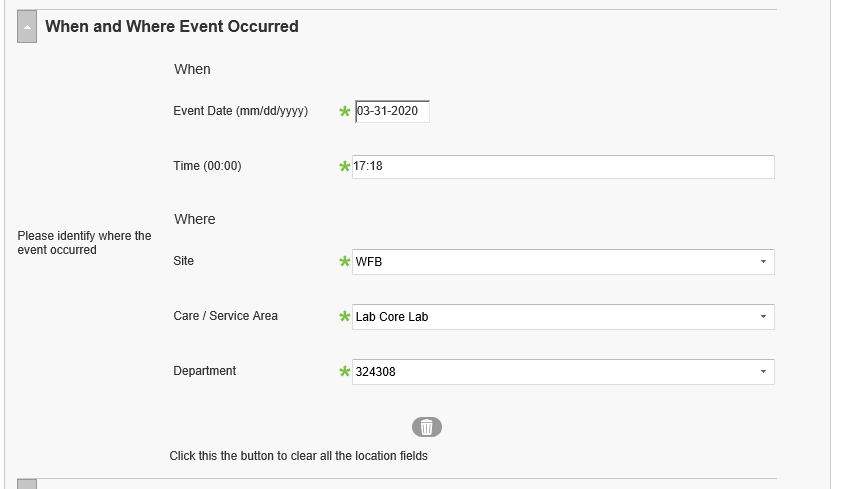 When and Where Event Occurred
When
Event Date (mm/dd/yyyy)
03-31-2020
Time (00:00)
17:18
Where
Please identify where the
event occurred
Site
WFB
Care / Service Area
Lab Core Lab
Department
324308
Click this the button to clear all the location fields